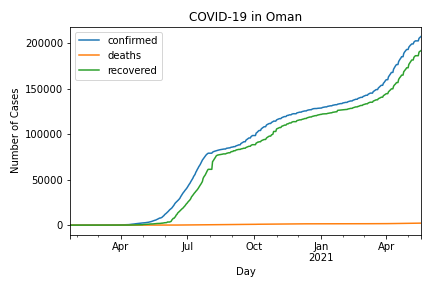 COVID-19 in Oman
confirmed
deaths
recovered
200000
150000
100000
50000
0
Number of Cases
Apr
Jul
Oct
Jan
2021
Apr
Day